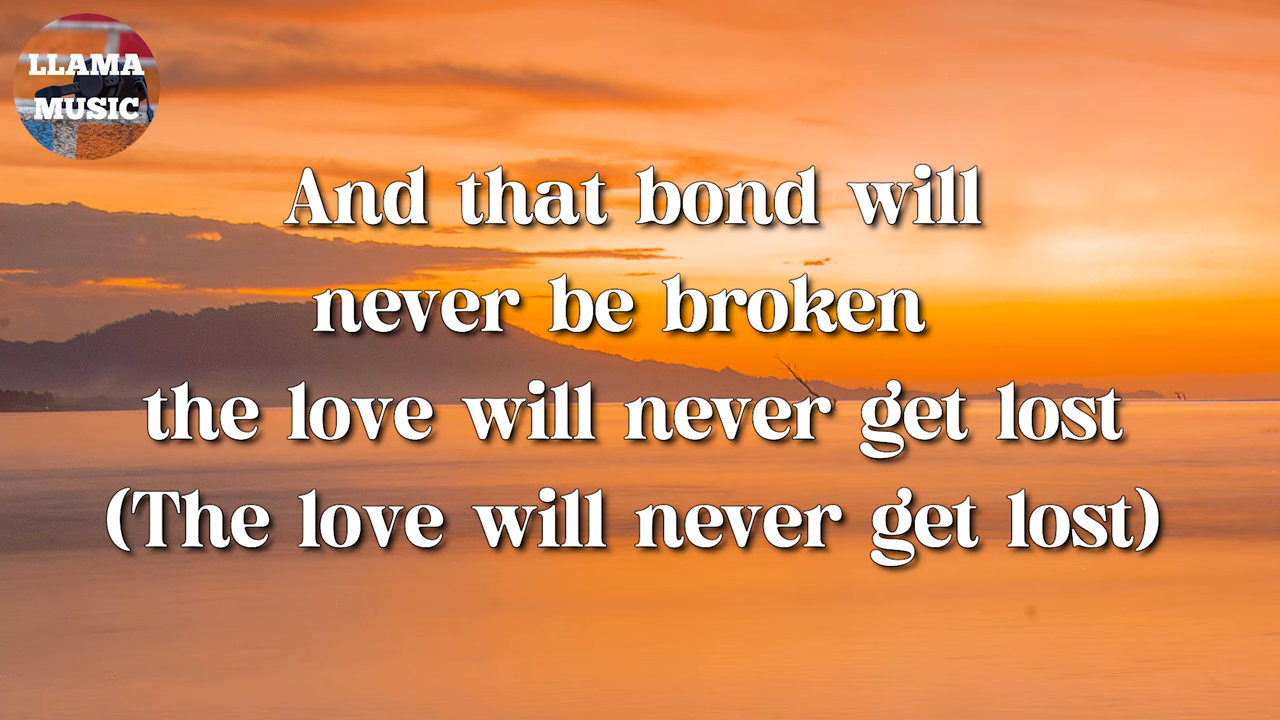 LLAMA
MUSIC
And that bond will
never be broken
the love will never get lost
(The love will never get lost)